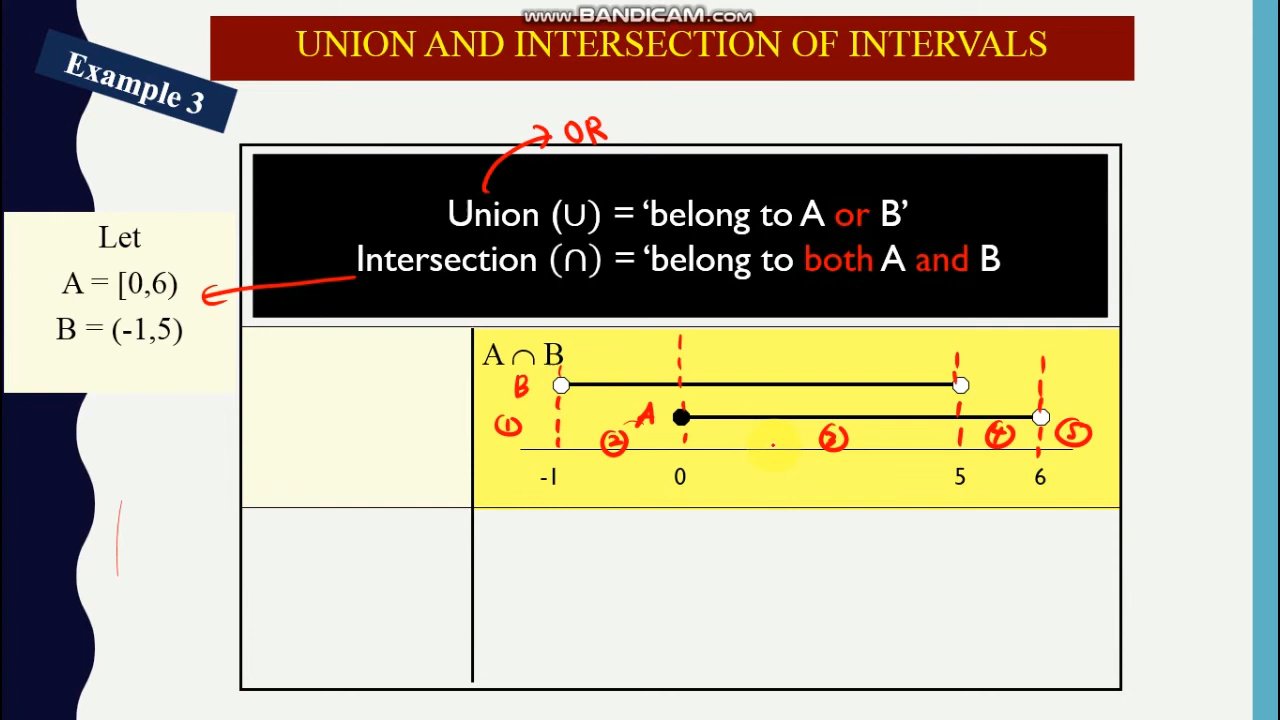 www.BANDICAM.com
UNION AND INTERSECTION OF INTERVALS
Example 3
OR
Union (∪) = ‘belong to A or B’
Intersection (∩) = ‘belong to both A and B
Let
A = [0,6)
B = (-1,5)
A ∩ B
B
A
① ② ③ ④ ⑤
-1 0 5 6